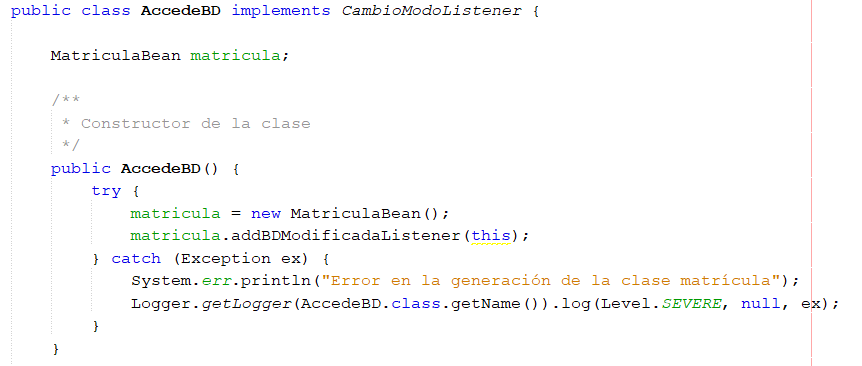 public class AccedeBD implements CambioModoListener {
MatriculaBean matricula;
/**
* Constructor de la clase
*/
public AccedeBD() {
try {
matricula = new MatriculaBean();
matricula.addBDModificadaListener(this);
} catch (Exception ex) {
System.err.println("Error en la generación de la clase matrícula");
Logger.getLogger(AccedeBD.class.getName()).log(Level.SEVERE, null, ex);
}
}